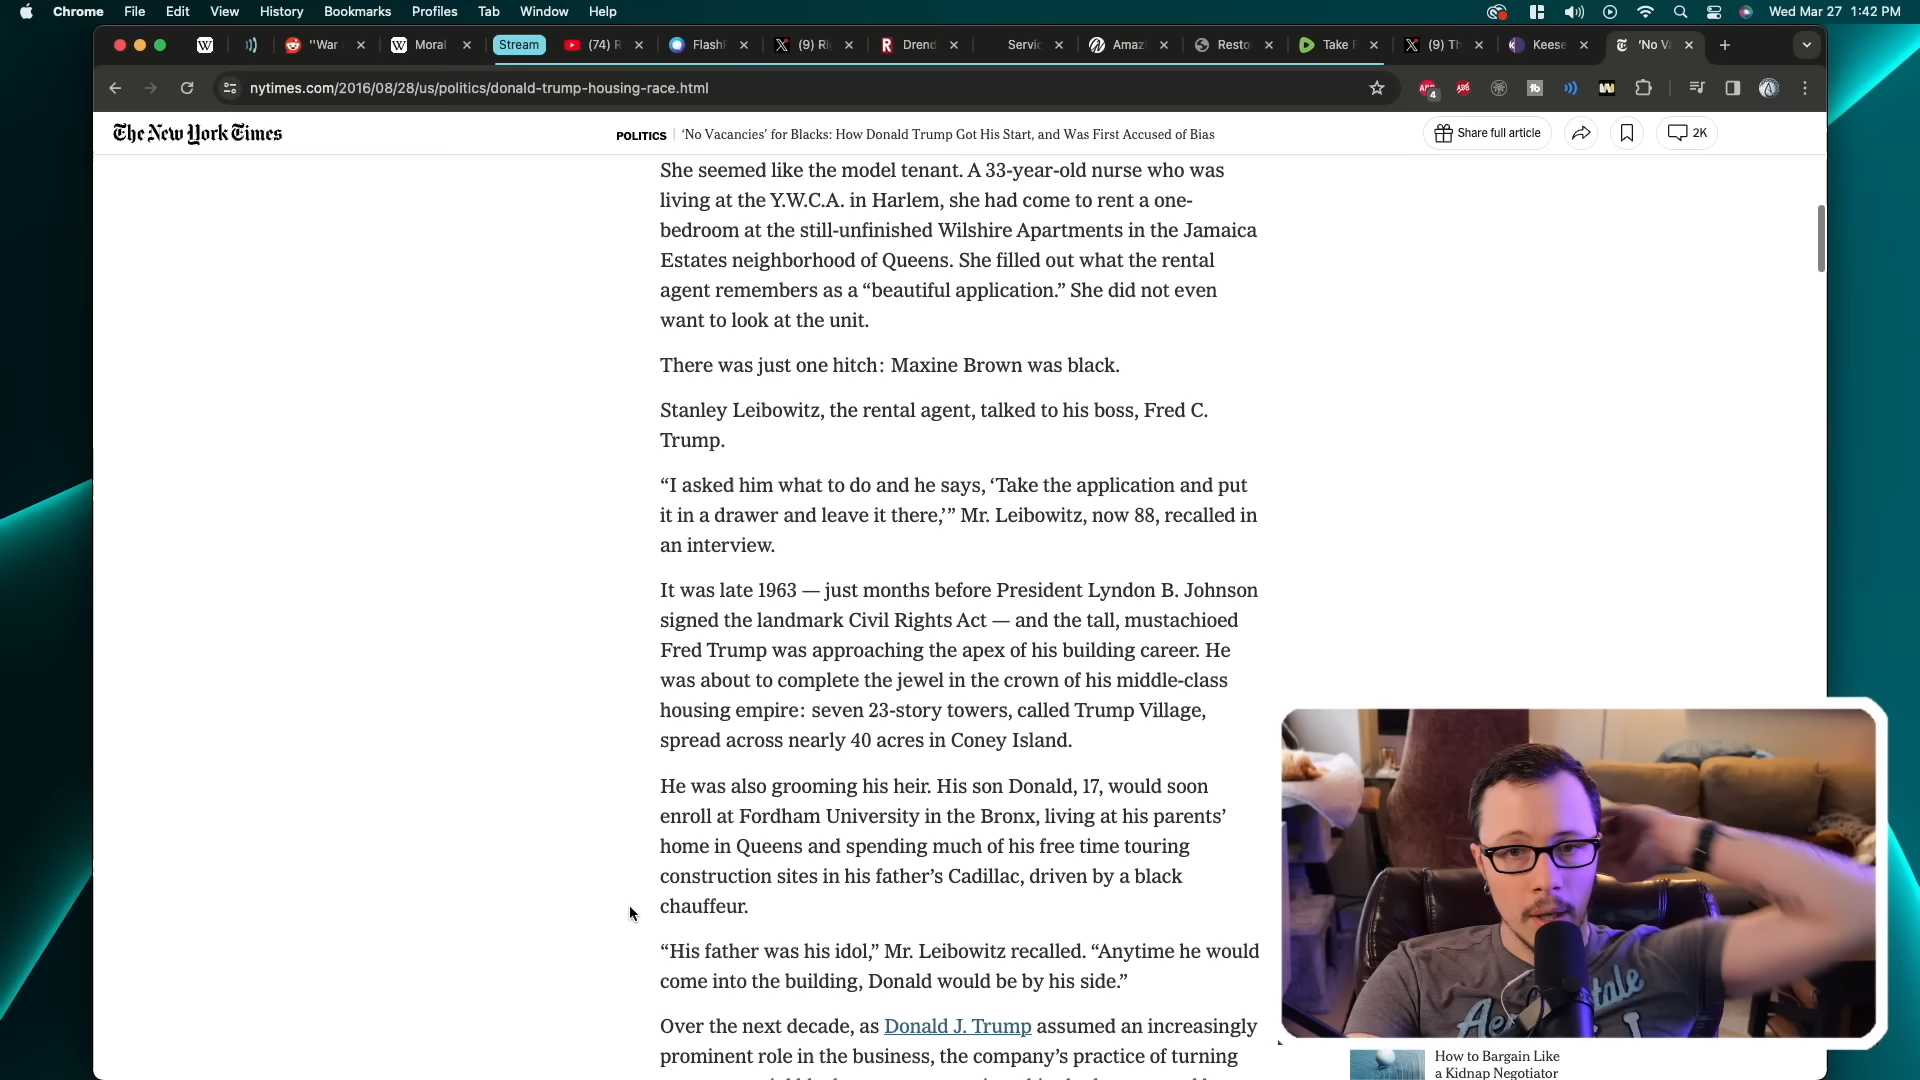 Chrome File Edit View History Bookmarks Profiles Tab Window Help Wed Mar 27 1:42 PM
"War Moral Stream (74) F Flash (9) Ri Drend Servic Amaz Resto Take (9) Th Keese 'No Va
nytimes.com/2016/08/28/us/politics/donald-trump-housing-race.html
The New York Times
POLITICS | ‘No Vacancies’ for Blacks: How Donald Trump Got His Start, and Was First Accused of Bias
Share full article
2K
She seemed like the model tenant. A 33-year-old nurse who was
living at the Y.W.C.A. in Harlem, she had come to rent a one-
bedroom at the still-unfinished Wilshire Apartments in the Jamaica
Estates neighborhood of Queens. She filled out what the rental
agent remembers as a “beautiful application.” She did not even
want to look at the unit.
There was just one hitch: Maxine Brown was black.
Stanley Leibowitz, the rental agent, talked to his boss, Fred C.
Trump.
“I asked him what to do and he says, ‘Take the application and put
it in a drawer and leave it there,’” Mr. Leibowitz, now 88, recalled in
an interview.
It was late 1963 — just months before President Lyndon B. Johnson
signed the landmark Civil Rights Act — and the tall, mustachioed
Fred Trump was approaching the apex of his building career. He
was about to complete the jewel in the crown of his middle-class
housing empire: seven 23-story towers, called Trump Village,
spread across nearly 40 acres in Coney Island.
He was also grooming his heir. His son Donald, 17, would soon
enroll at Fordham University in the Bronx, living at his parents’
home in Queens and spending much of his free time touring
construction sites in his father’s Cadillac, driven by a black
chauffeur.
“His father was his idol,” Mr. Leibowitz recalled. “Anytime he would
come into the building, Donald would be by his side.”
Over the next decade, as Donald J. Trump assumed an increasingly
prominent role in the business, the company’s practice of turning
How to Bargain Like
a Kidnap Negotiator